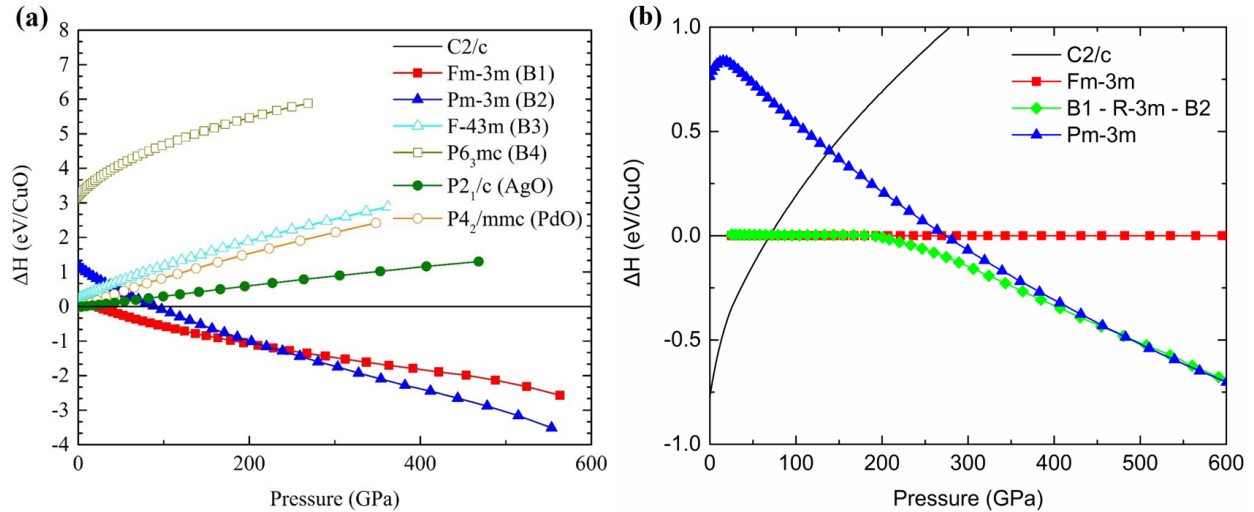 (a)
8
7
6
5
4
3
2
1
0
-1
-2
-3
-4
ΔH (eV/CuO)
C2/c
Fm-3m (B1)
Pm-3m (B2)
F-43m (B3)
P6₃mc (B4)
P2₁/c (AgO)
P4₂/mmc (PdO)
0 200 400 600
Pressure (GPa)
(b)
1.0
0.5
0.0
-0.5
-1.0
ΔH (eV/CuO)
C2/c
Fm-3m
B1 - R-3m - B2
Pm-3m
0 100 200 300 400 500 600
Pressure (GPa)